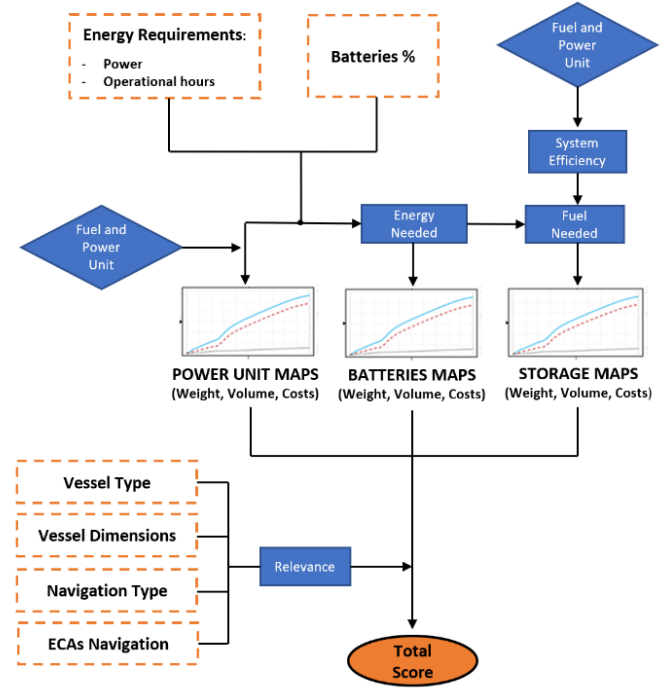 Energy Requirements:
- Power
- Operational hours
Batteries %
Fuel and
Power
Unit
System
Efficiency
Fuel and
Power
Unit
Energy
Needed
Fuel
Needed
POWER UNIT MAPS
(Weight, Volume, Costs)
BATTERIES MAPS
(Weight, Volume, Costs)
STORAGE MAPS
(Weight, Volume, Costs)
Vessel Type
Vessel Dimensions
Navigation Type
ECAs Navigation
Relevance
Total
Score